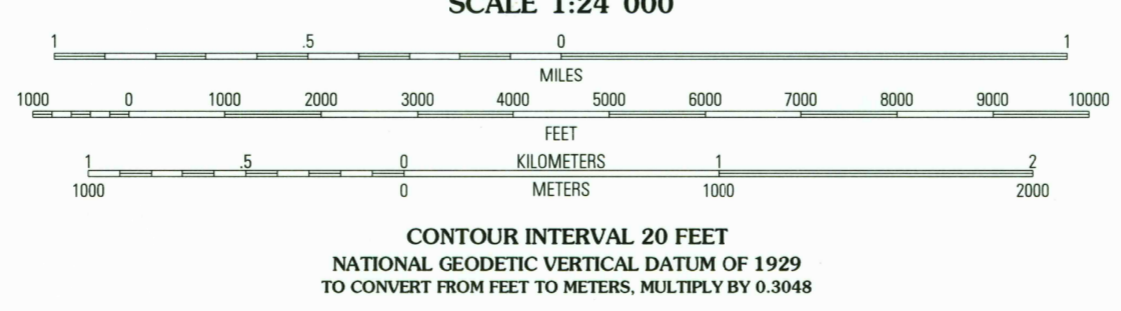 SCALE 1:24 000
1 .5 0 1
MILES
1000 0 1000 2000 3000 4000 5000 6000 7000 8000 9000 10000
FEET
1 .5 0 KILOMETERS 1 2
1000 0 METERS 1000 2000
CONTOUR INTERVAL 20 FEET
NATIONAL GEODETIC VERTICAL DATUM OF 1929
TO CONVERT FROM FEET TO METERS, MULTIPLY BY 0.3048